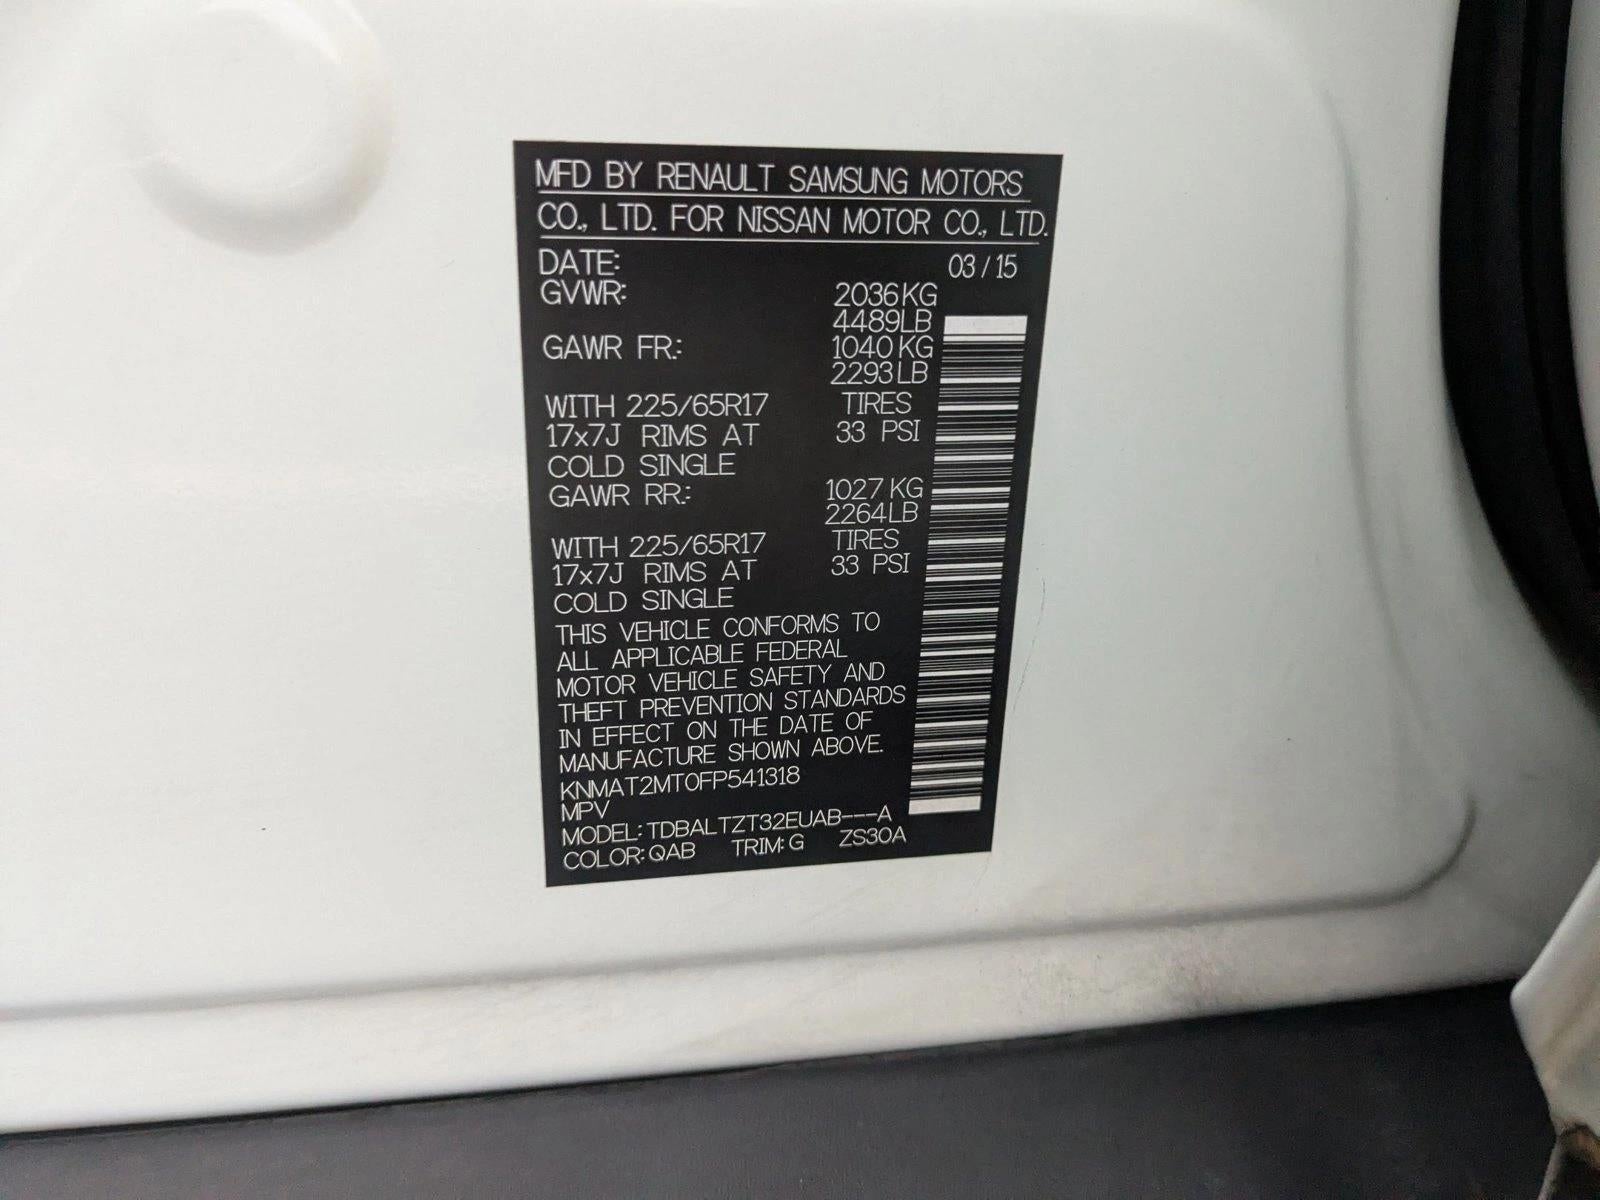 MFD BY RENAULT SAMSUNG MOTORS
CO., LTD. FOR NISSAN MOTOR CO., LTD.
DATE: 03 / 15
GVWR: 2036KG
4489LB
GAWR FR.: 1040 KG
2293 LB
WITH 225/65R17 TIRES
17x7J RIMS AT 33 PSI
COLD SINGLE
GAWR RR.: 1027 KG
2264LB
WITH 225/65R17 TIRES
17x7J RIMS AT 33 PSI
COLD SINGLE
THIS VEHICLE CONFORMS TO
ALL APPLICABLE FEDERAL
MOTOR VEHICLE SAFETY AND
THEFT PREVENTION STANDARDS
IN EFFECT ON THE DATE OF
MANUFACTURE SHOWN ABOVE.
KNMAT2MT0FP541318
MPV
MODEL: TDBALTZT32EUAB---A
COLOR: QAB TRIM: G ZS30A